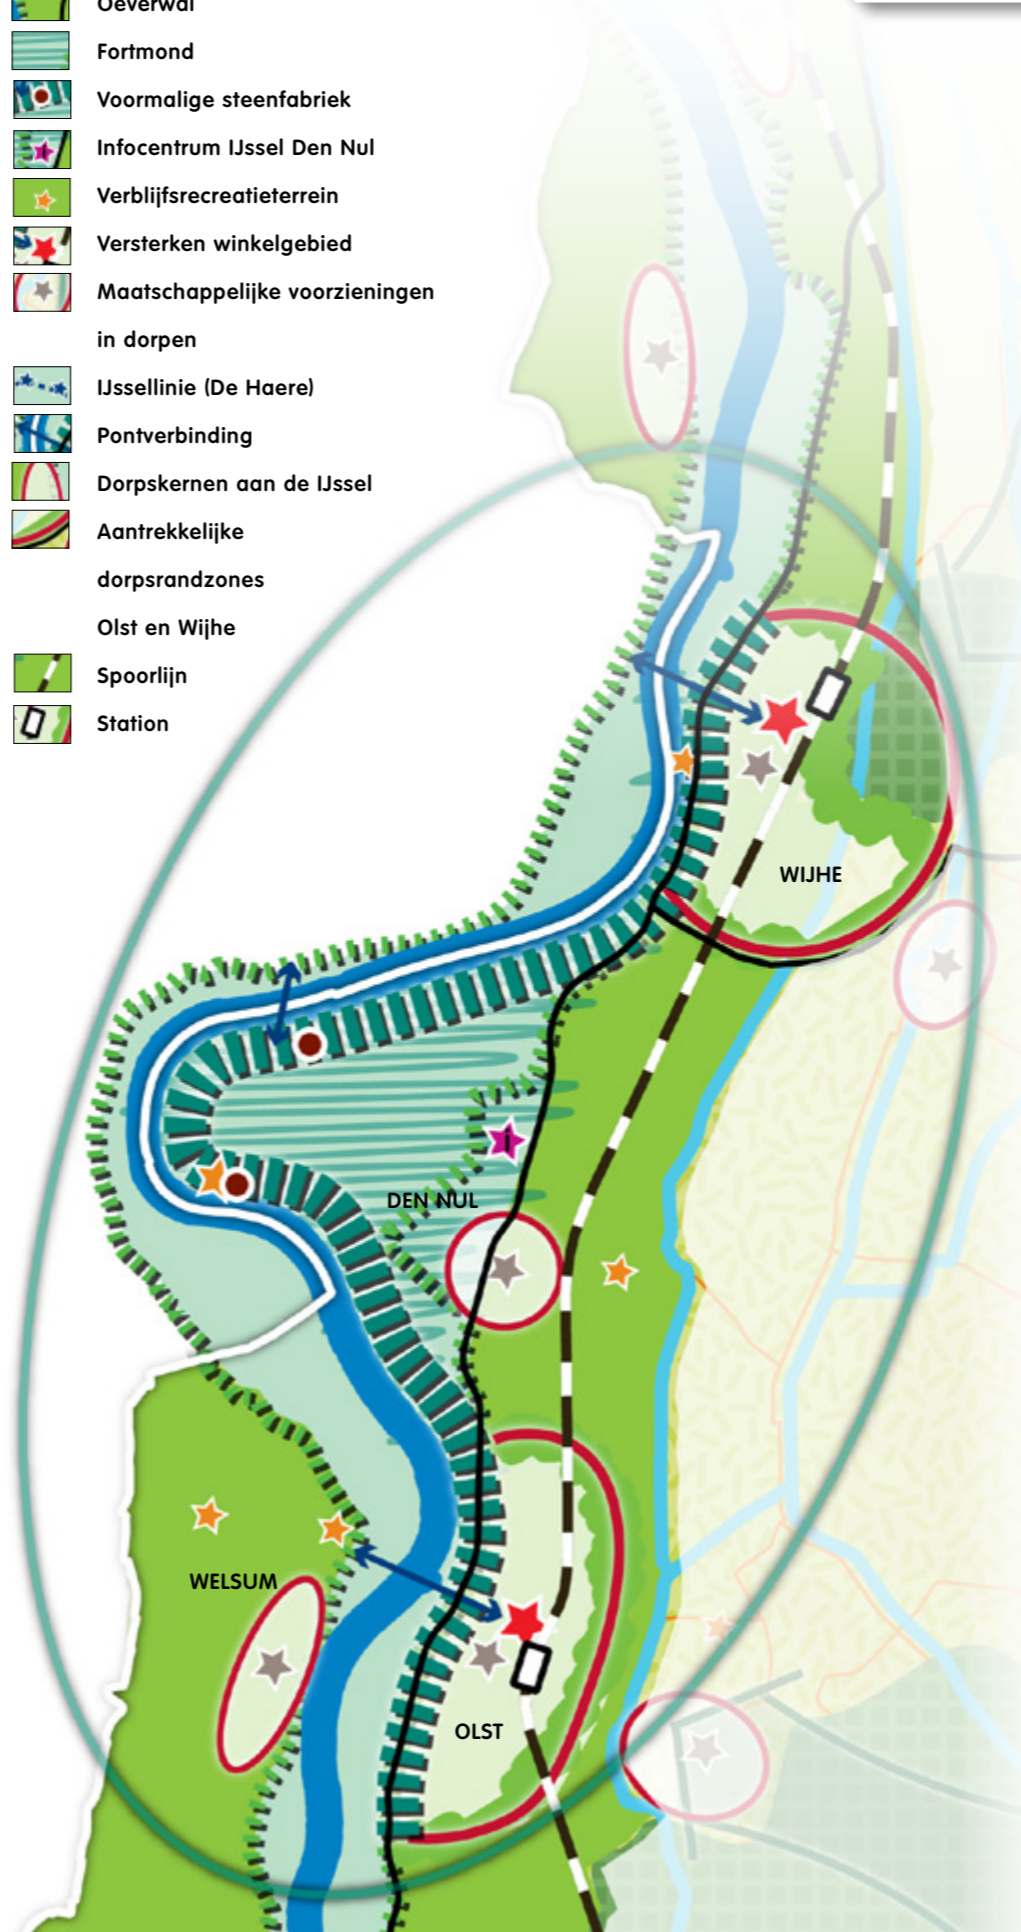 Oeverwal
Fortmond
Voormalige steenfabriek
Infocentrum IJssel Den Nul
Verblijfsrecreatieterrein
Versterken winkelgebied
Maatschappelijke voorzieningen
in dorpen
IJssellinie (De Haere)
Pontverbinding
Dorpskernen aan de IJssel
Aantrekkelijke
dorpsrandzones
Olst en Wijhe
Spoorlijn
Station
WIJHE
i
DEN NUL
WELSUM
OLST